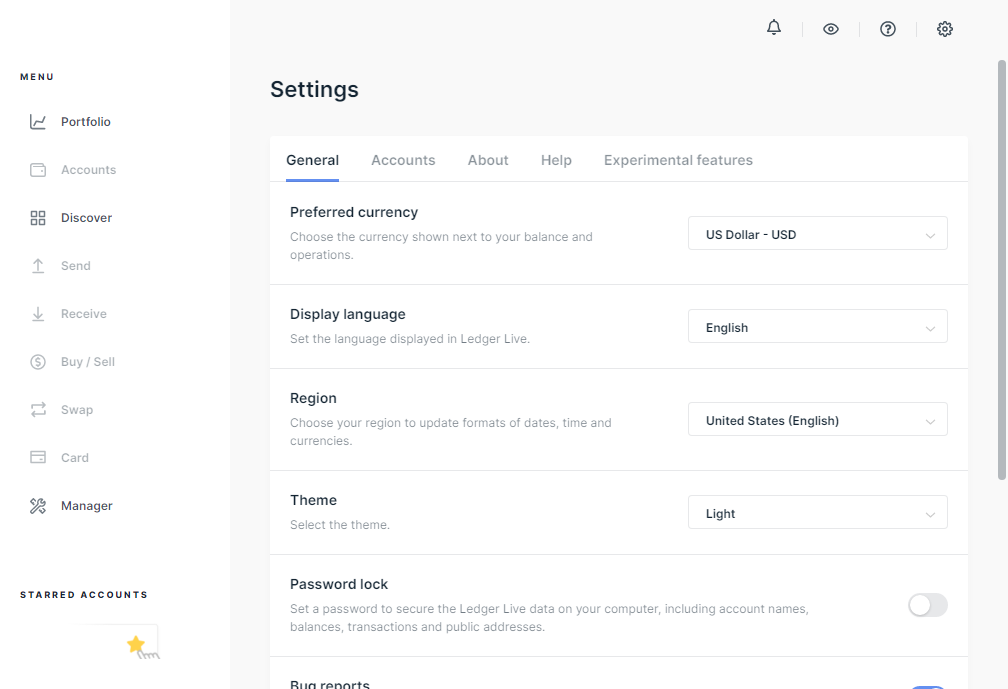 MENU
Portfolio
Accounts
Discover
Send
Receive
Buy / Sell
Swap
Card
Manager
STARRED ACCOUNTS
Settings
General Accounts About Help Experimental features
Preferred currency
Choose the currency shown next to your balance and
operations.
US Dollar - USD
Display language
Set the language displayed in Ledger Live.
English
Region
Choose your region to update formats of dates, time and
currencies.
United States (English)
Theme
Select the theme.
Light
Password lock
Set a password to secure the Ledger Live data on your computer, including account names,
balances, transactions and public addresses.
Bug reports